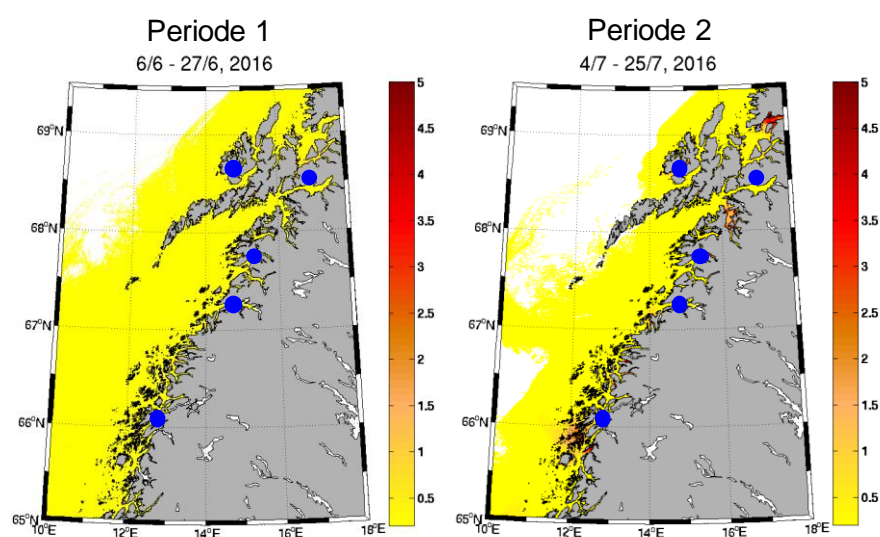 Periode 1
6/6 - 27/6, 2016
69°N
68°N
67°N
66°N
65°N
10°E
12°E
14°E
16°E
18°E
5
4.5
4
3.5
3
2.5
2
1.5
1
0.5
Periode 2
4/7 - 25/7, 2016
69°N
68°N
67°N
66°N
65°N
10°E
12°E
14°E
16°E
18°E
5
4.5
4
3.5
3
2.5
2
1.5
1
0.5